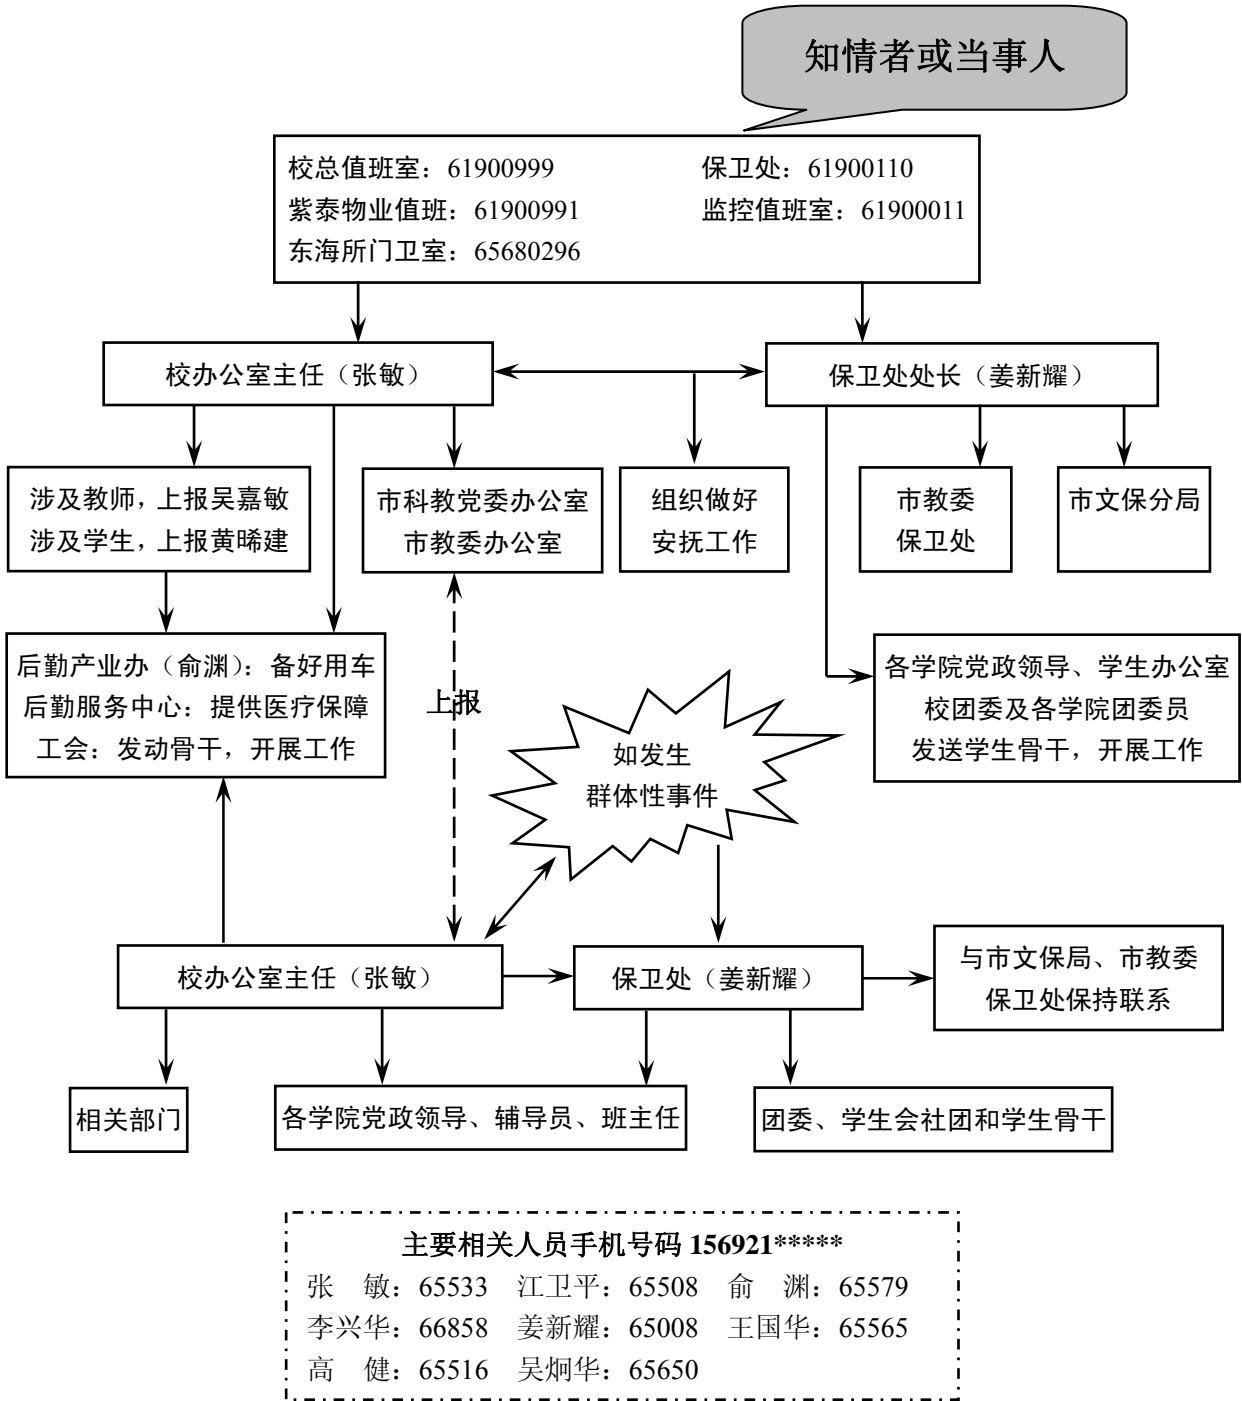 知情者或当事人
校总值班室：61900999 保卫处：61900110
紫泰物业值班：61900991 监控值班室：61900011
东海所门卫室：65680296
校办公室主任（张敏）
保卫处处长（姜新耀）
涉及教师，上报吴嘉敏
涉及学生，上报黄晞建
市科教党委办公室
市教委办公室
组织做好
安抚工作
市教委
保卫处
市文保分局
后勤产业办（俞渊）：备好用车
后勤服务中心：提供医疗保障
工会：发动骨干，开展工作
上报
如发生
群体性事件
各学院党政领导、学生办公室
校团委及各学院团委员
发送学生骨干，开展工作
校办公室主任（张敏）
保卫处（姜新耀）
与市文保局、市教委
保卫处保持联系
相关部门
各学院党政领导、辅导员、班主任
团委、学生会社团和学生骨干
主要相关人员手机号码 156921*****
张 敏：65533 江卫平：65508 俞 渊：65579
李兴华：66858 姜新耀：65008 王国华：65565
高 健：65516 吴炯华：65650